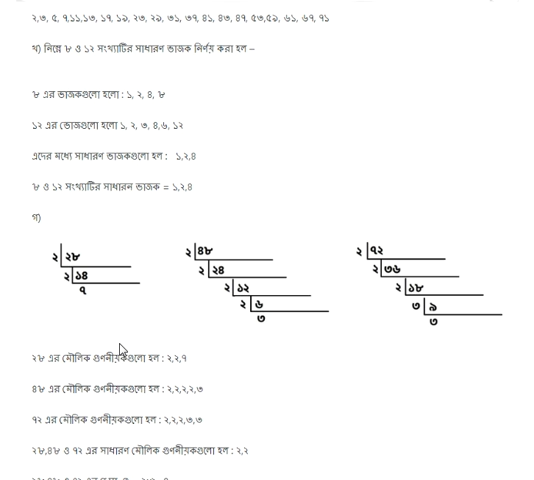 ২,৩, ৫, ৭,১১,১৩, ১৭, ১৯, ২৩, ২৯, ৩১, ৩৭, ৪১, ৪৩, ৪৭, ৫৩,৫৯, ৬১, ৬৭, ৭১
খ) নিম্নে ৮ ও ১২ সংখ্যাটির সাধারণ ভাজক নির্ণয় করা হল –
৮ এর ভাজকগুলো হলো : ১, ২, ৪, ৮
১২ এর ভোজকগুলো হলো ১, ২, ৩, ৪,৬, ১২
এদের মধ্যে সাধারণ ভাজকগুলো হল : ১,২,৪
৮ ও ১২ সংখ্যাটির সাধারন ভাজক = ১,২,৪
গ)
২ ২৮ ২ ৪৮ ২ ৭২
২ ১৪ ২ ২৪ ২ ৩৬
৭ ২ ১২ ২ ১৮
২ ৬ ৩ ৯
৩ ৩
২৮ এর মৌলিক গুণনীয়কগুলো হল : ২,২,৭
৪৮ এর মৌলিক গুণনীয়কগুলো হল : ২,২,২,২,৩
৭২ এর মৌলিক গুণনীয়কগুলো হল : ২,২,২,৩,৩
২৮,৪৮ ও ৭২ এর সাধারণ মৌলিক গুণনীয়কগুলো হল : ২,২